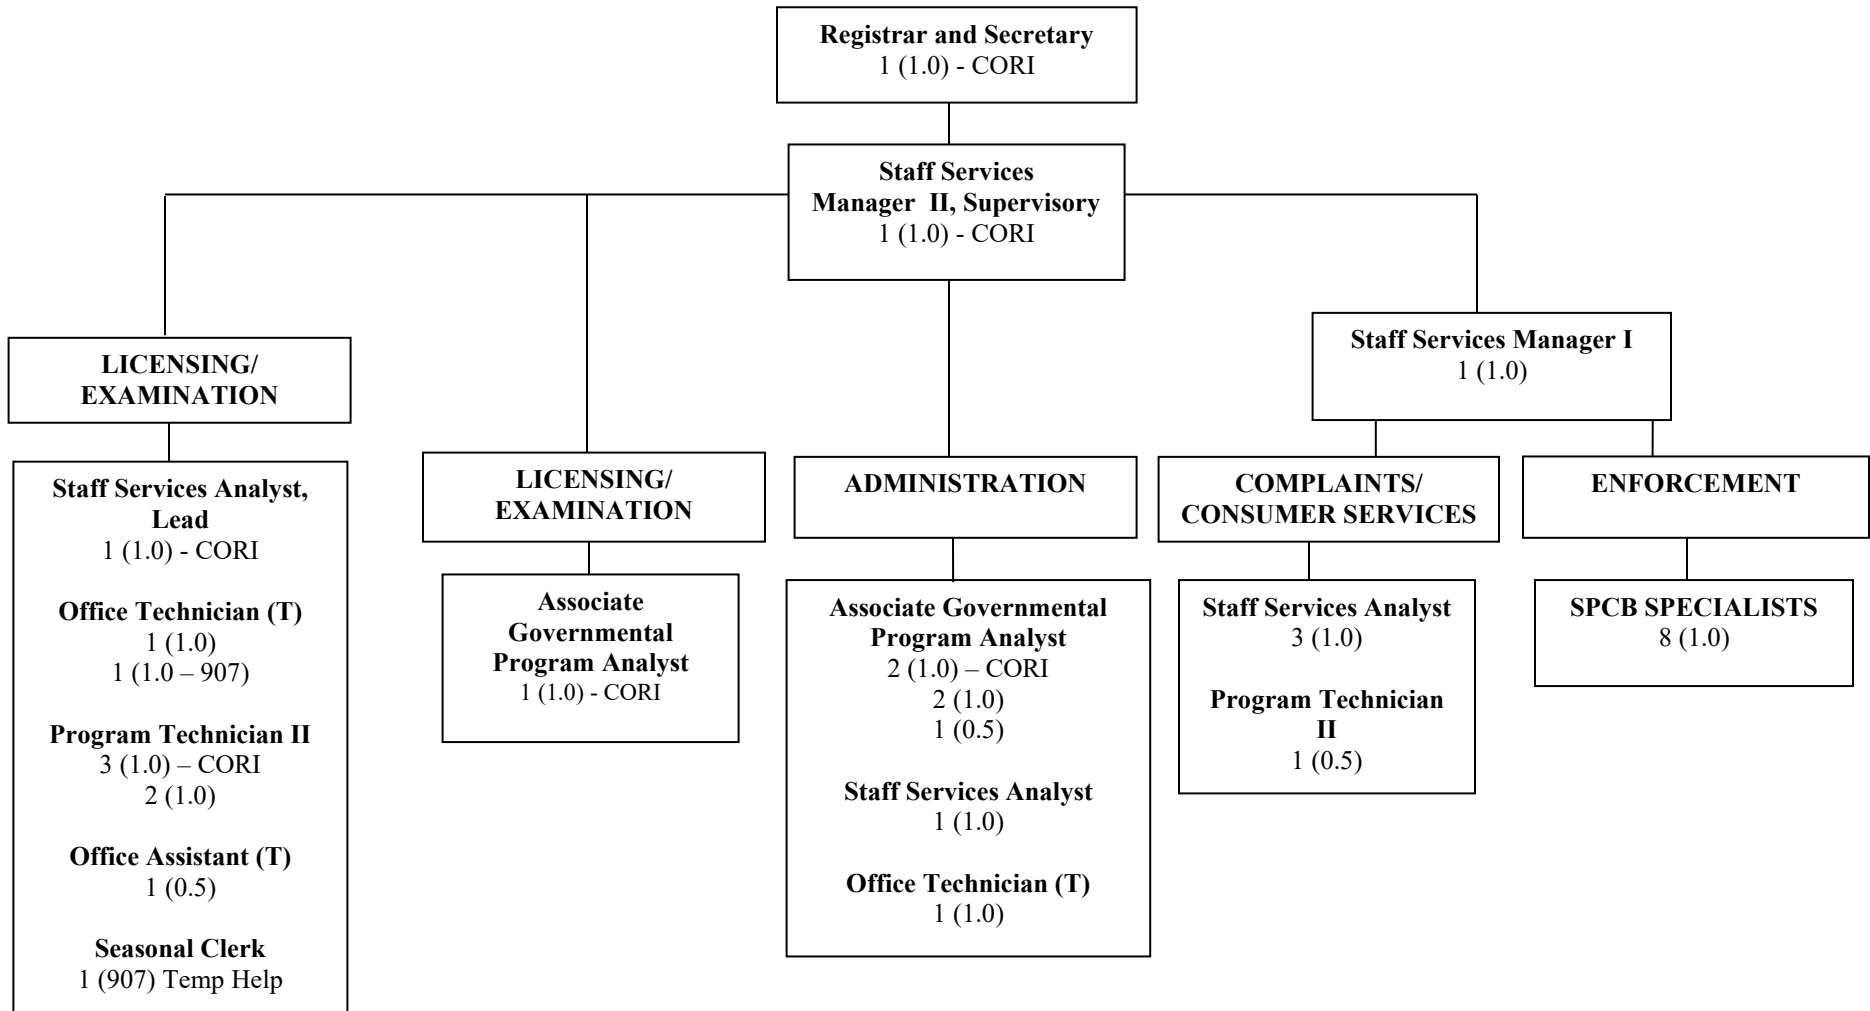 Registrar and Secretary
1 (1.0) - CORI
Staff Services
Manager II, Supervisory
1 (1.0) - CORI
Staff Services Manager I
1 (1.0)
LICENSING/
EXAMINATION
Staff Services Analyst,
Lead
1 (1.0) - CORI
Office Technician (T)
1 (1.0)
1 (1.0 – 907)
Program Technician II
3 (1.0) – CORI
2 (1.0)
Office Assistant (T)
1 (0.5)
Seasonal Clerk
1 (907) Temp Help
LICENSING/
EXAMINATION
Associate
Governmental
Program Analyst
1 (1.0) - CORI
ADMINISTRATION
Associate Governmental
Program Analyst
2 (1.0) – CORI
2 (1.0)
1 (0.5)
Staff Services Analyst
1 (1.0)
Office Technician (T)
1 (1.0)
COMPLAINTS/
CONSUMER SERVICES
Staff Services Analyst
3 (1.0)
Program Technician
II
1 (0.5)
ENFORCEMENT
SPCB SPECIALISTS
8 (1.0)